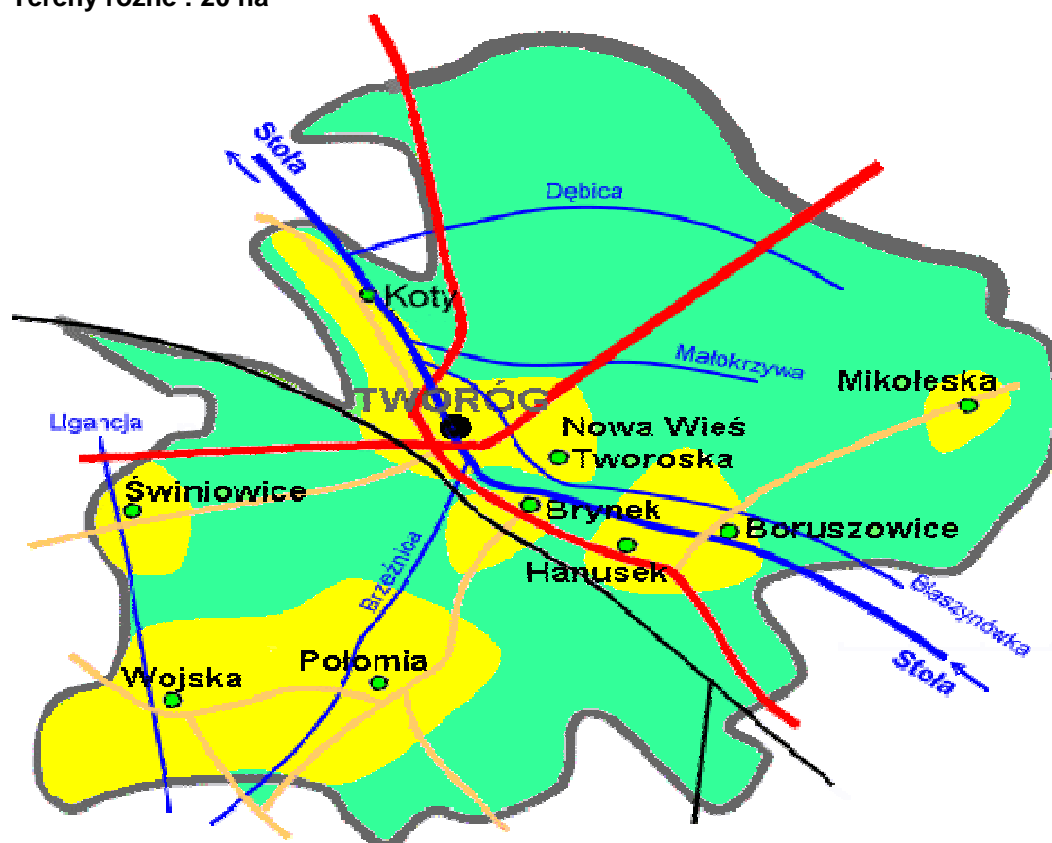 Tereny różne : 20 ha
Stoła
Dębica
Koty
Małokrzywa
Mikołeska
TWORÓG
Ligancja
Nowa Wieś
Tworoska
Świniowice
Brynek
Boruszowice
Hanusek
Brzeźnica
Błaszynówka
Połomia
Wojska
Stoła